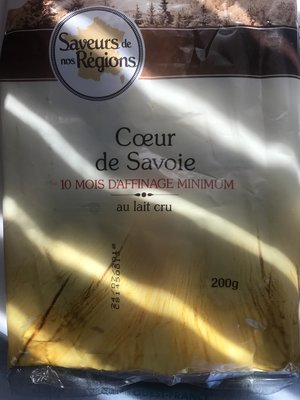 Saveurs de
nos Régions
Cœur
de Savoie
10 MOIS D'AFFINAGE MINIMUM
au lait cru
200g